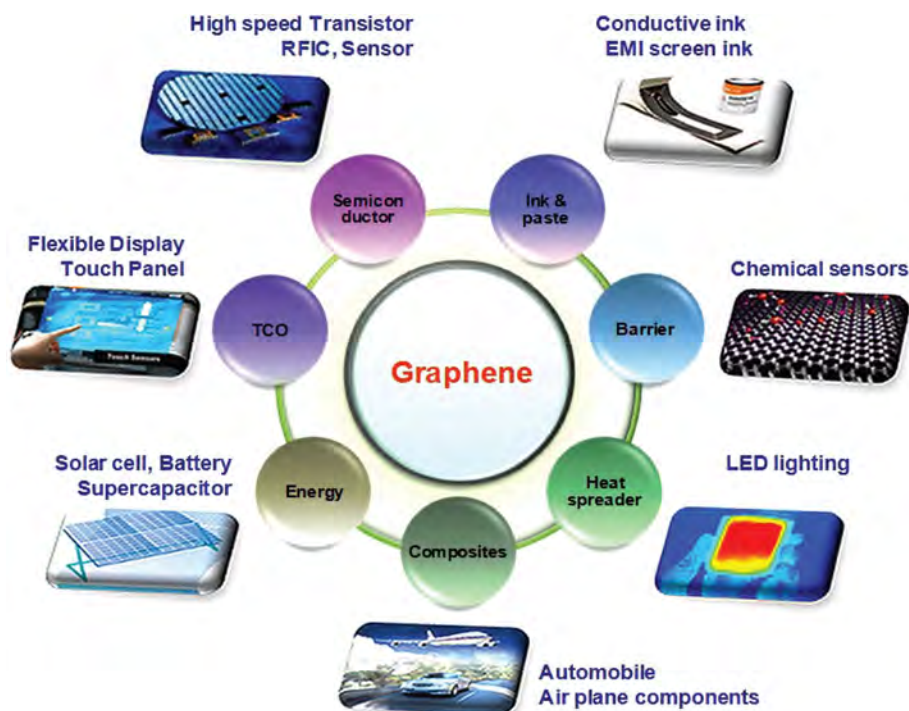 High speed Transistor
RFIC, Sensor
Conductive ink
EMI screen ink
Semicon
ductor
Ink &
paste
Flexible Display
Touch Panel
Chemical sensors
TCO
Barrier
Touch Sensors
Graphene
Solar cell, Battery
Supercapacitor
LED lighting
Energy
Heat
spreader
Composites
Automobile
Air plane components